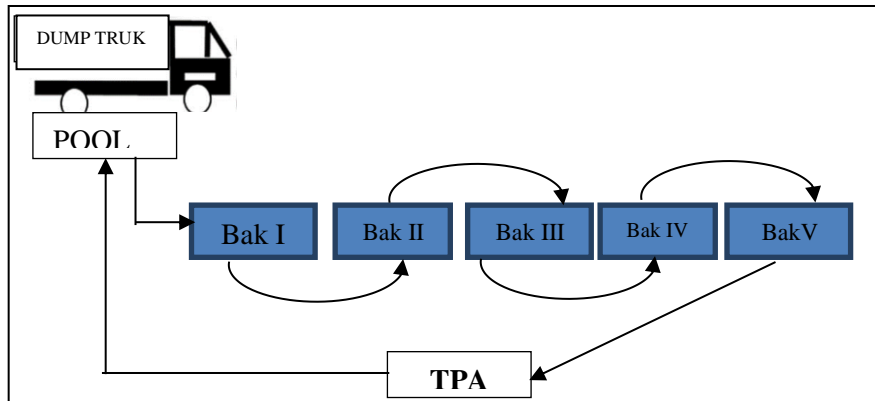 DUMP TRUK
POOL
Bak I
Bak II
Bak III
Bak IV
BakV
TPA